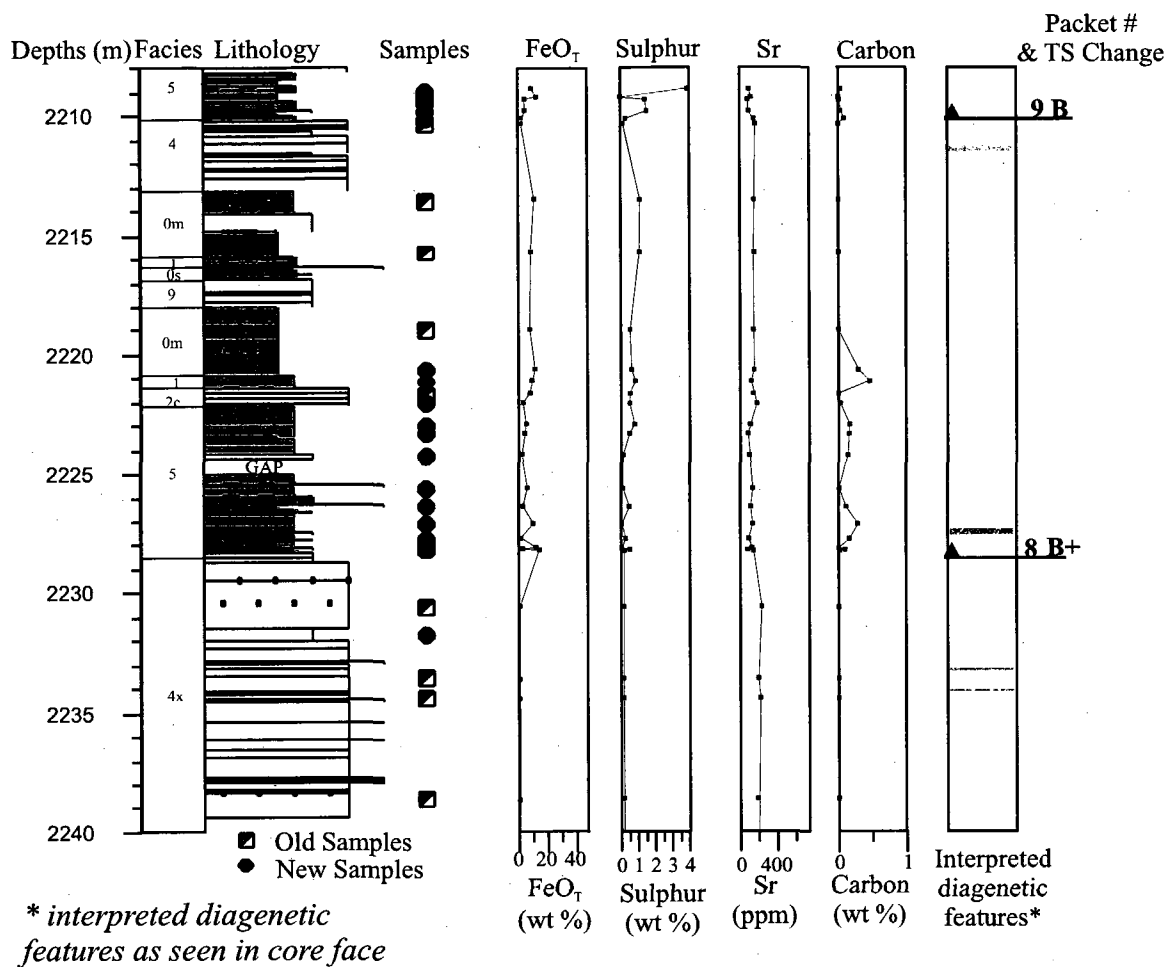 Packet #
& TS Change
Depths (m) Facies Lithology Samples FeO_T Sulphur Sr Carbon
5
2210
9 B
4
0m
2215
1
0s
9
0m
2220
1
2c
5
GAP
2225
8 B+
2230
4x
2235
2240
Old Samples
New Samples
0 20 40
0 1 2 3 4
0 400
0 1
FeO_T
(wt %)
Sulphur
(wt %)
Sr
(ppm)
Carbon
(wt %)
Interpreted
diagenetic
features*
* interpreted diagenetic
features as seen in core face